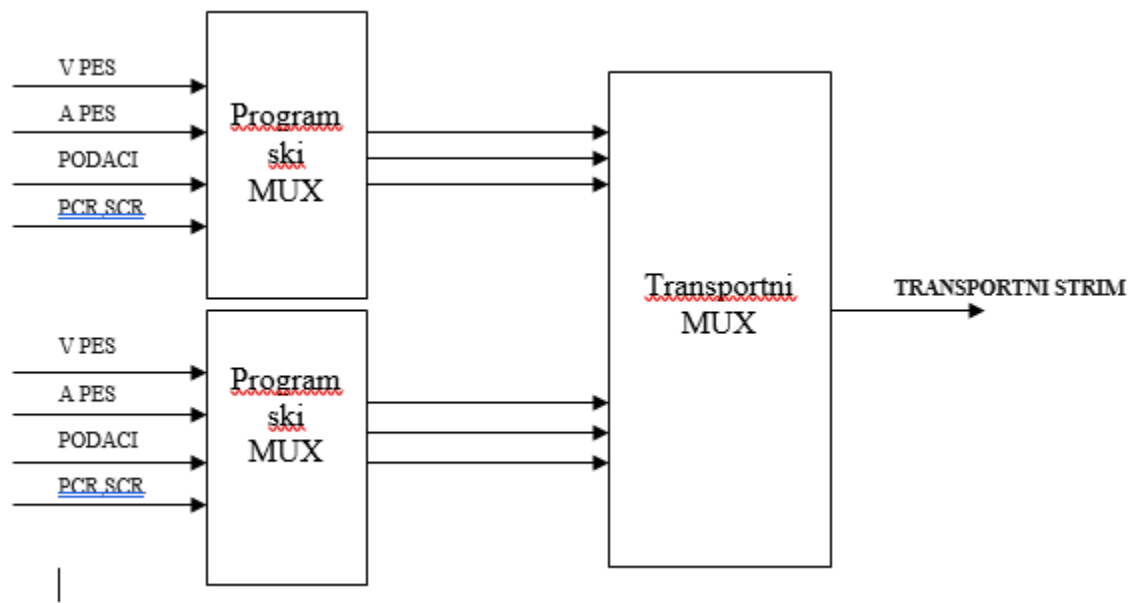 V PES
A PES
PODACI
PCR,SCR
Program
ski
MUX
V PES
A PES
PODACI
PCR,SCR
Program
ski
MUX
Transportni
MUX
TRANSPORTNI STRIM